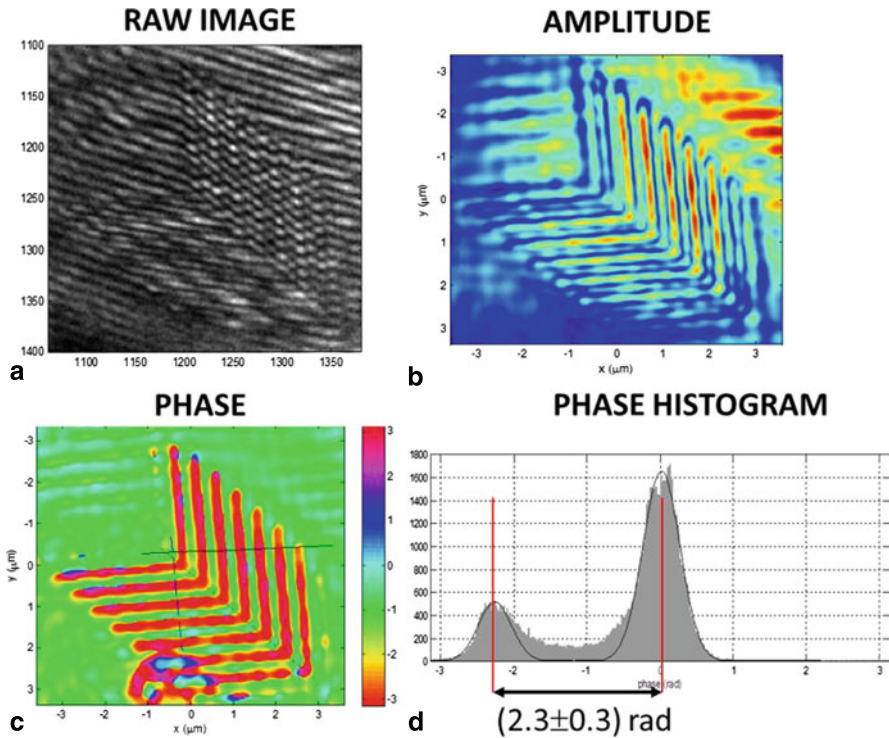 RAW IMAGE
1100
1150
1200
1250
1300
1350
1400
1100 1150 1200 1250 1300 1350
a
AMPLITUDE
-3
-2
-1
0
1
2
3
y (μm)
-3 -2 -1 0 1 2 3
x (μm)
b
PHASE
-3
-2
-1
0
1
2
3
y (μm)
-3 -2 -1 0 1 2 3
x (μm)
3
2
1
0
-1
-2
-3
c
PHASE HISTOGRAM
1800
1600
1400
1200
1000
800
600
400
200
0
-3 -2 -1 0 1 2 3
phase (rad)
(2.3±0.3) rad
d